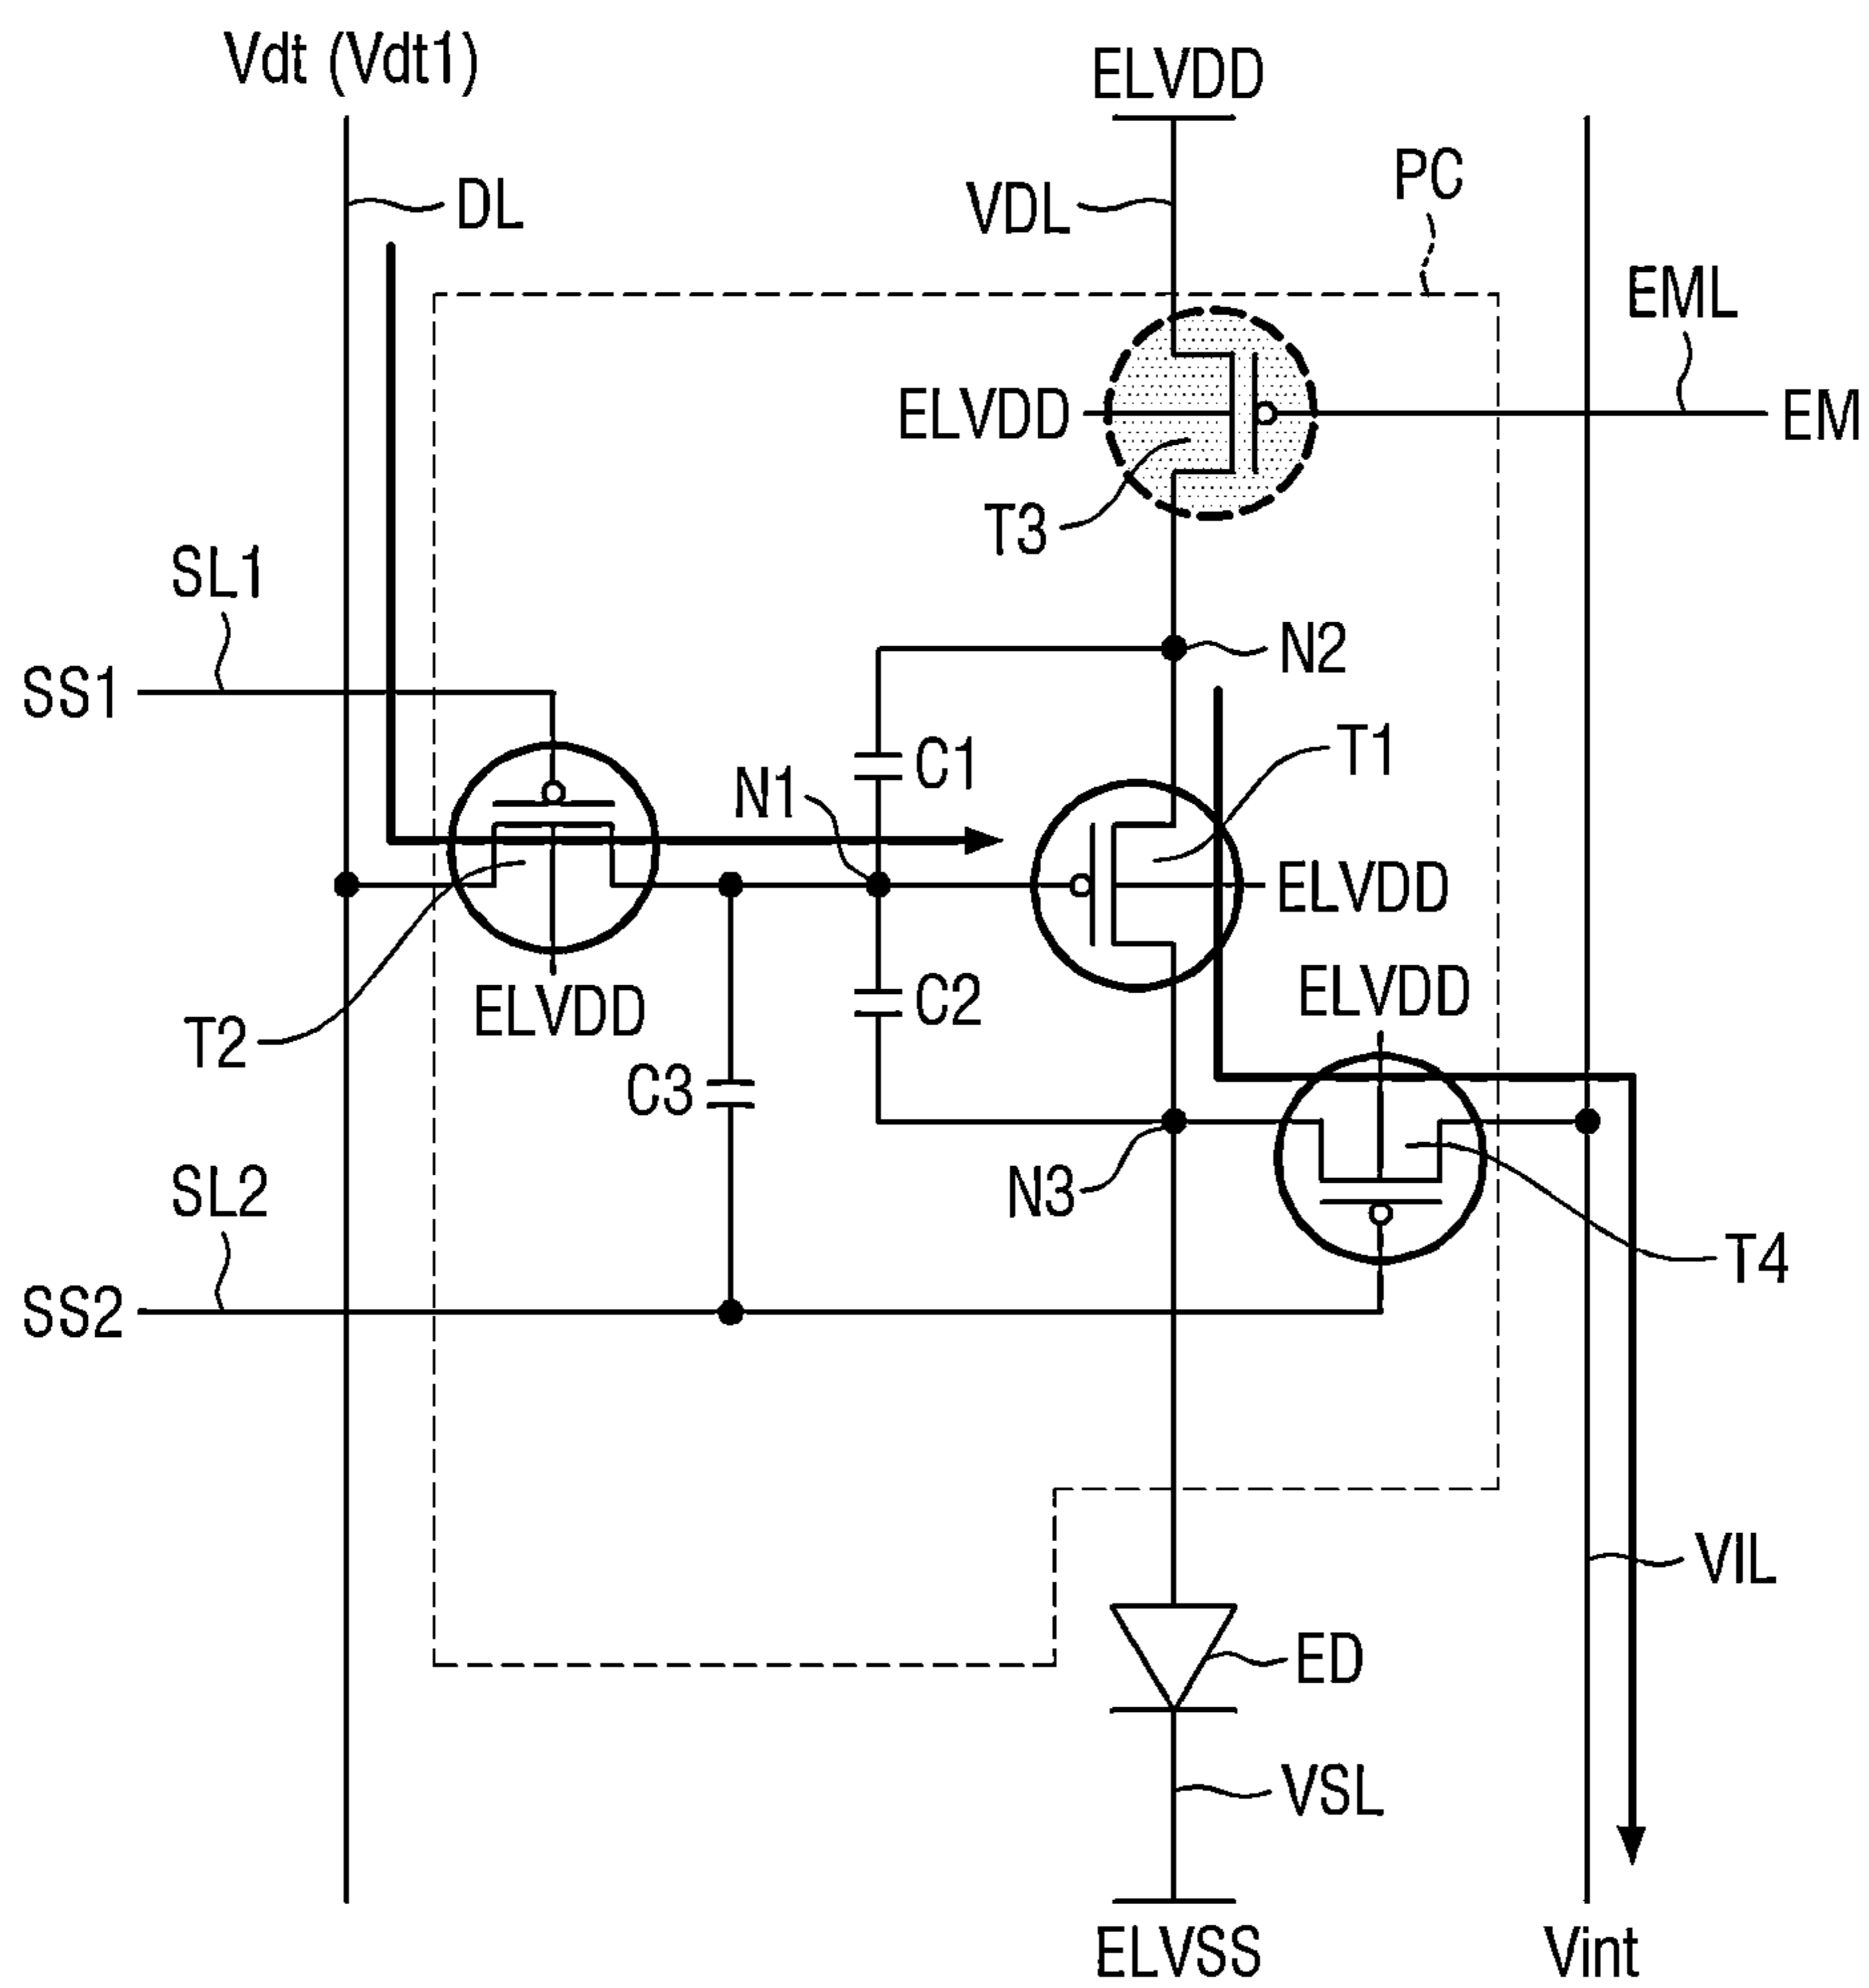 Vdt (Vdt1)
ELVDD
PC
DL
VDL
EML
ELVDD
EM
T3
SL1
N2
SS1
T1
C1
N1
ELVDD
ELVDD
C2
ELVDD
T2
C3
SL2
N3
T4
SS2
VIL
ED
VSL
ELVSS
Vint